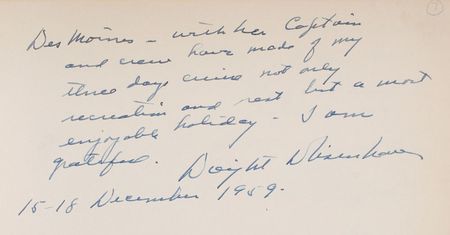 Des Moines - with her Captain
and crew have made of my
three days cruise not only
recreation and rest but a most
enjoyable holiday - I am
grateful. Dwight D Eisenhower
15-18 December 1959.